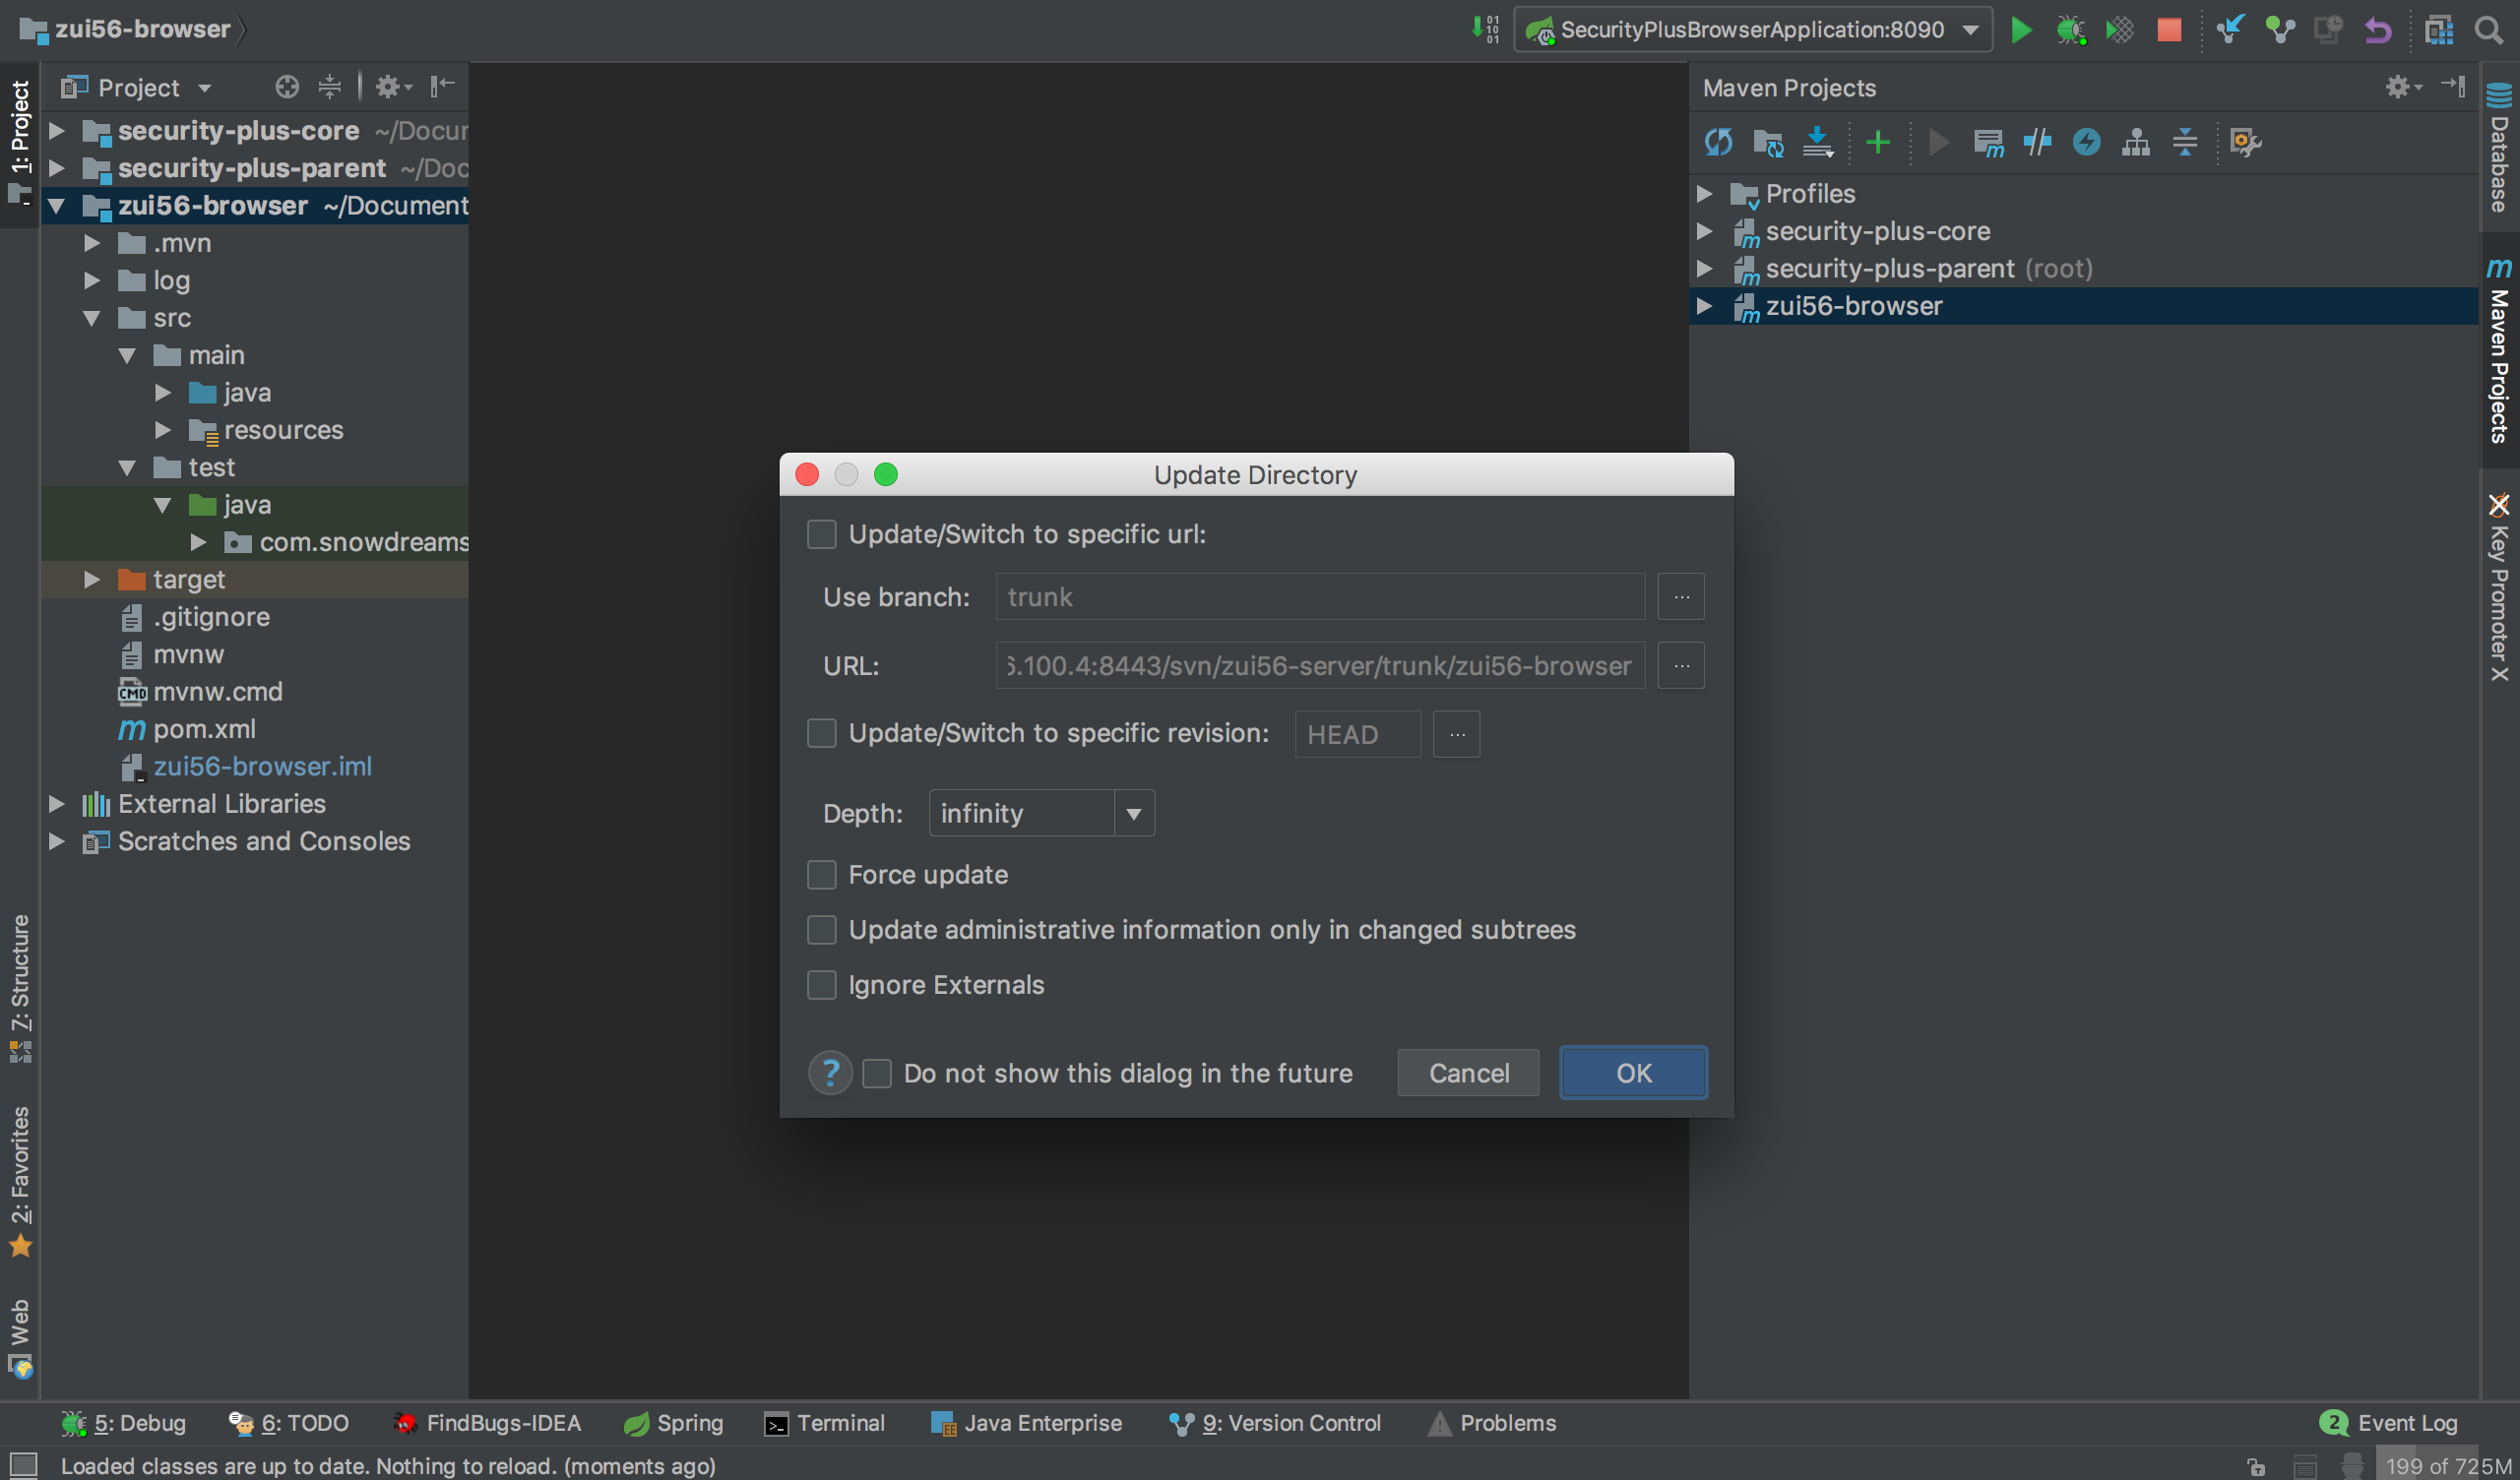 zui56-browser
SecurityPlusBrowserApplication:8090
1: Project
Project
security-plus-core ~/Docur
security-plus-parent ~/Doc
zui56-browser ~/Document
.mvn
log
src
main
java
resources
test
java
com.snowdreams
target
.gitignore
mvnw
CMD mvnw.cmd
m pom.xml
zui56-browser.iml
External Libraries
Scratches and Consoles
7: Structure
2: Favorites
Web
Update Directory
Update/Switch to specific url:
Use branch: trunk ...
URL: .100.4:8443/svn/zui56-server/trunk/zui56-browser ...
Update/Switch to specific revision: HEAD ...
Depth: infinity
Force update
Update administrative information only in changed subtrees
Ignore Externals
? Do not show this dialog in the future Cancel OK
Maven Projects
Profiles
security-plus-core
security-plus-parent (root)
zui56-browser
Database
m Maven Projects
Key Promoter X
5: Debug 6: TODO FindBugs-IDEA Spring Terminal Java Enterprise 9: Version Control Problems 2 Event Log
Loaded classes are up to date. Nothing to reload. (moments ago) 199 of 725M